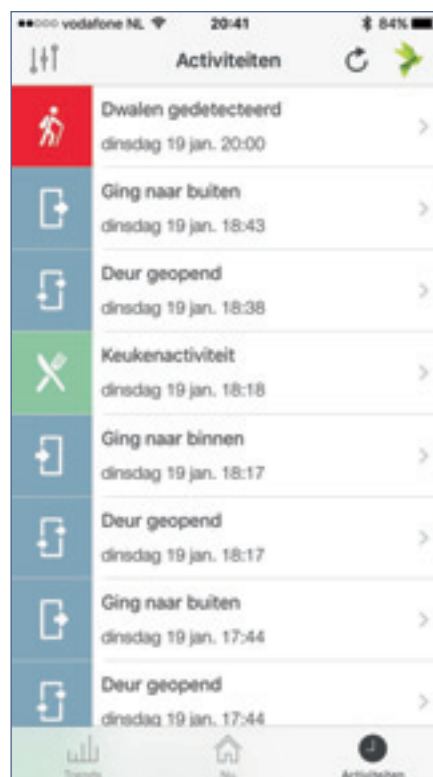 vodafone NL 20:41 84%
Activiteiten
Dwalen gedetecteerd
dinsdag 19 jan. 20:00
Ging naar buiten
dinsdag 19 jan. 18:43
Deur geopend
dinsdag 19 jan. 18:38
Keukenactiviteit
dinsdag 19 jan. 18:18
Ging naar binnen
dinsdag 19 jan. 18:17
Deur geopend
dinsdag 19 jan. 18:17
Ging naar buiten
dinsdag 19 jan. 17:44
Deur geopend
dinsdag 19 jan. 17:44
Trends Nu Activiteiten